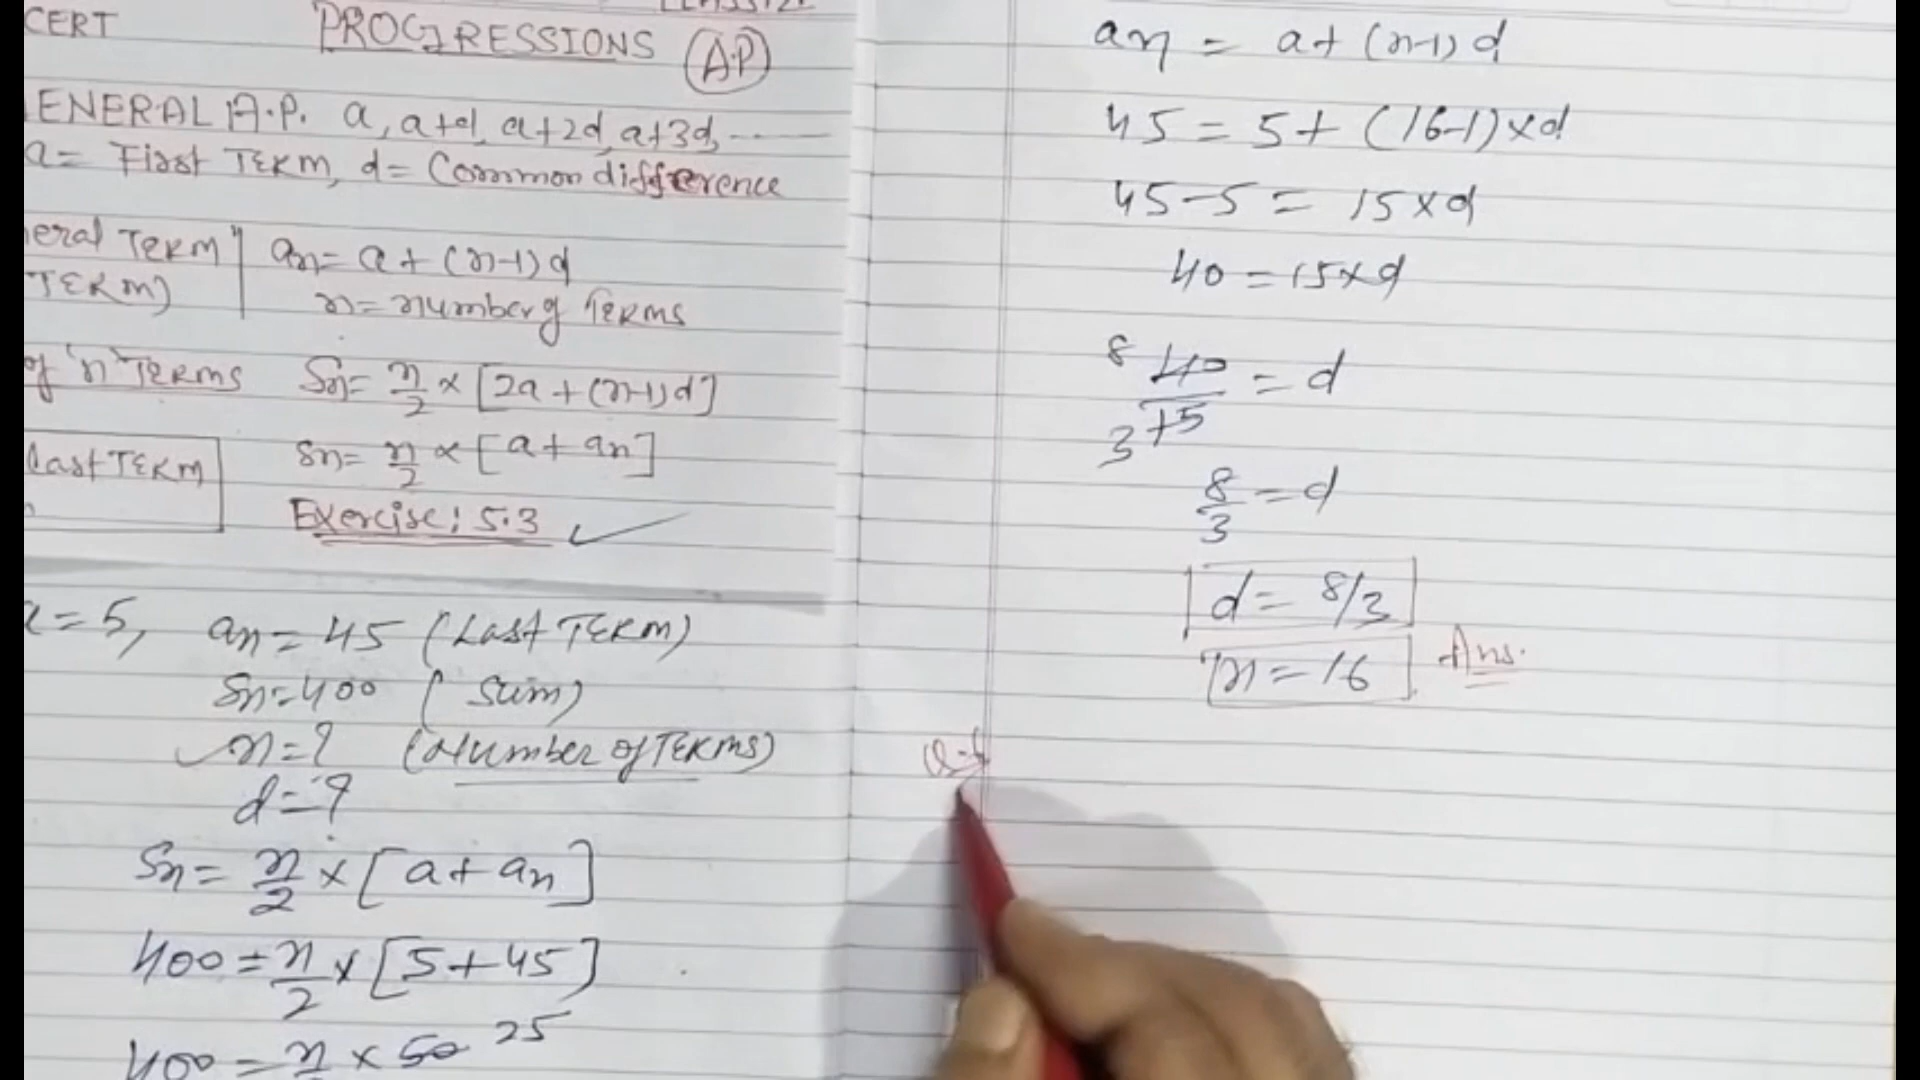 CERT PROGRESSIONS (A.P)
ENERAL A.P. a, a+d, a+2d, a+3d, ----
a= First TERM, d= Common difference
eral TERM" | an= a + (n-1)d
TERM)
n= number of TERMS
of 'n' TERMS Sn= n/2 × [2a + (n-1)d]
Sn= n/2 × [a + an]
last TERM
Exercise: 5.3 ✓
a = 5, an = 45 (Last TERM)
Sn=400 (Sum)
n=? (Number of TERMS)
d=?
Sn= n/2 × [a + an]
400 = n/2 × [5+45]
400 = n × 50 25
an = a + (n-1) d
45 = 5 + (16-1)×d
45-5 = 15×d
40 = 15×d
8 40/15 = d
3
8/3 = d
d = 8/3
n = 16 Ans.